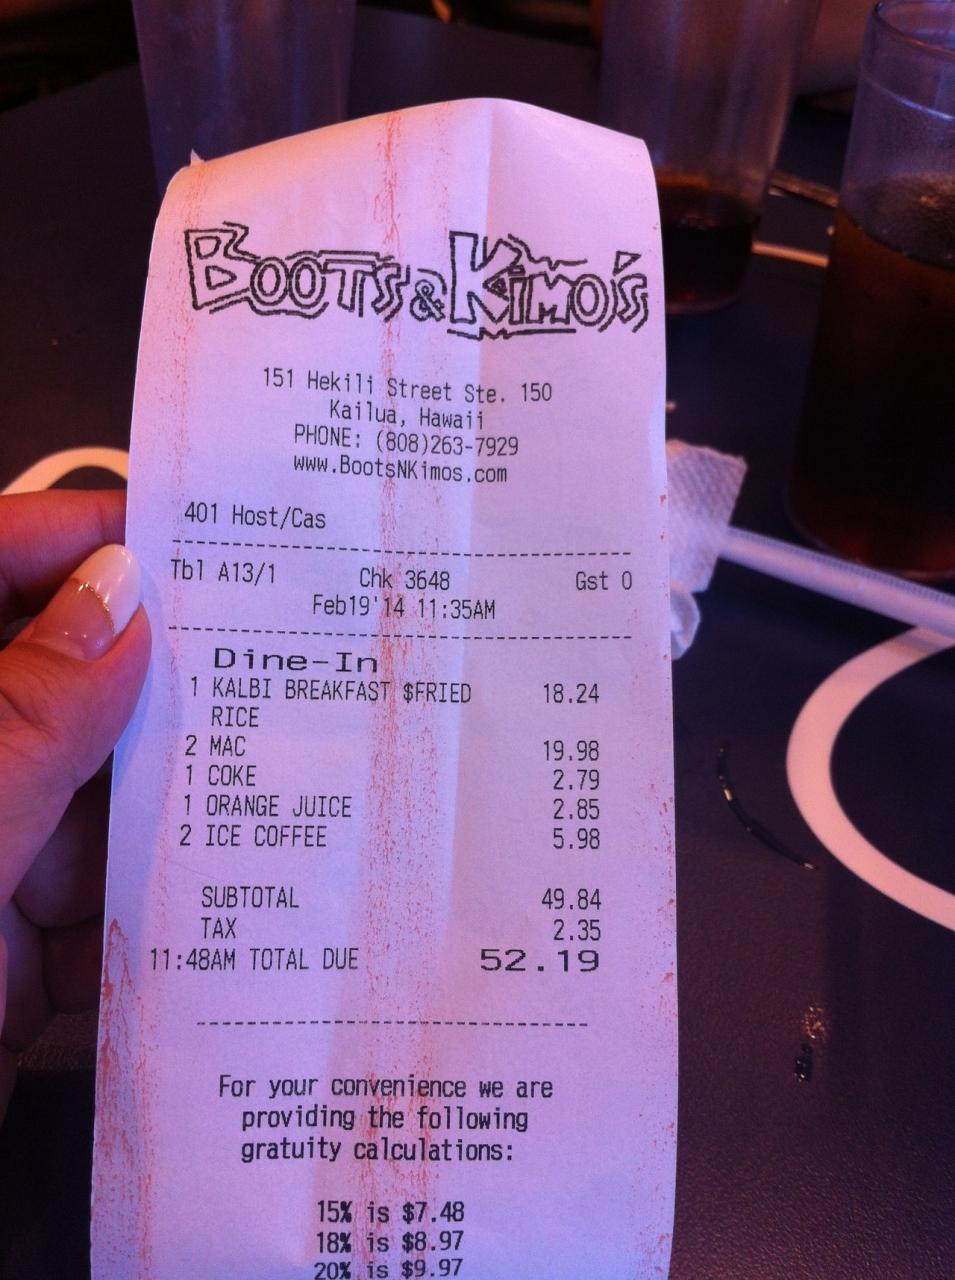 BOOTS & KIMO'S
151 Hekili Street Ste. 150
Kailua, Hawaii
PHONE: (808)263-7929
www.BootsNKimos.com
401 Host/Cas
Tbl A13/1 Chk 3648 Gst 0
Feb19'14 11:35AM
Dine-In
1 KALBI BREAKFAST $FRIED 18.24
RICE
2 MAC 19.98
1 COKE 2.79
1 ORANGE JUICE 2.85
2 ICE COFFEE 5.98
SUBTOTAL 49.84
TAX 2.35
11:48AM TOTAL DUE 52.19
For your convenience we are
providing the following
gratuity calculations:
15% is $7.48
18% is $8.97
20% is $9.97